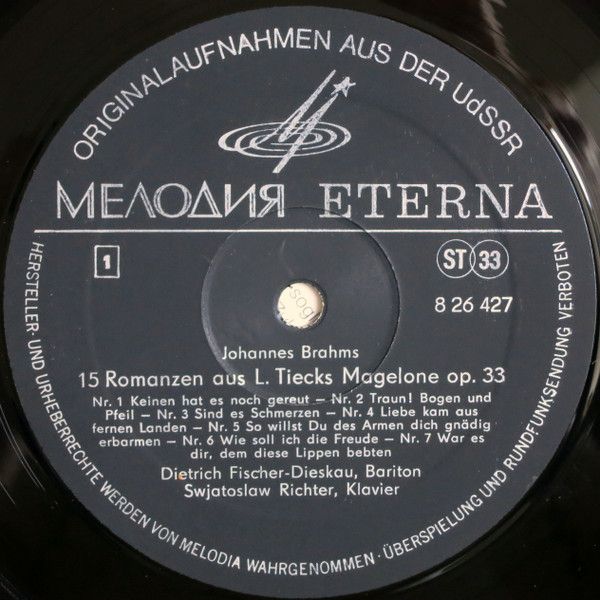 ORIGINALAUFNAHMEN AUS DER UdSSR
МЕЛОДИЯ ETERNA
1
ST 33
8 26 427
Johannes Brahms
15 Romanzen aus L. Tiecks Magelone op. 33
Nr. 1 Keinen hat es noch gereut – Nr. 2 Traun! Bogen und
Pfeil – Nr. 3 Sind es Schmerzen – Nr. 4 Liebe kam aus
fernen Landen – Nr. 5 So willst Du des Armen dich gnädig
erbarmen – Nr. 6 Wie soll ich die Freude – Nr. 7 War es
dir, dem diese Lippen bebten
Dietrich Fischer-Dieskau, Bariton
Swjatoslaw Richter, Klavier
HERSTELLER- UND URHEBERRECHTE WERDEN VON MELODIA WAHRGENOMMEN · ÜBERSPIELUNG UND RUNDFUNKSENDUNG VERBOTEN